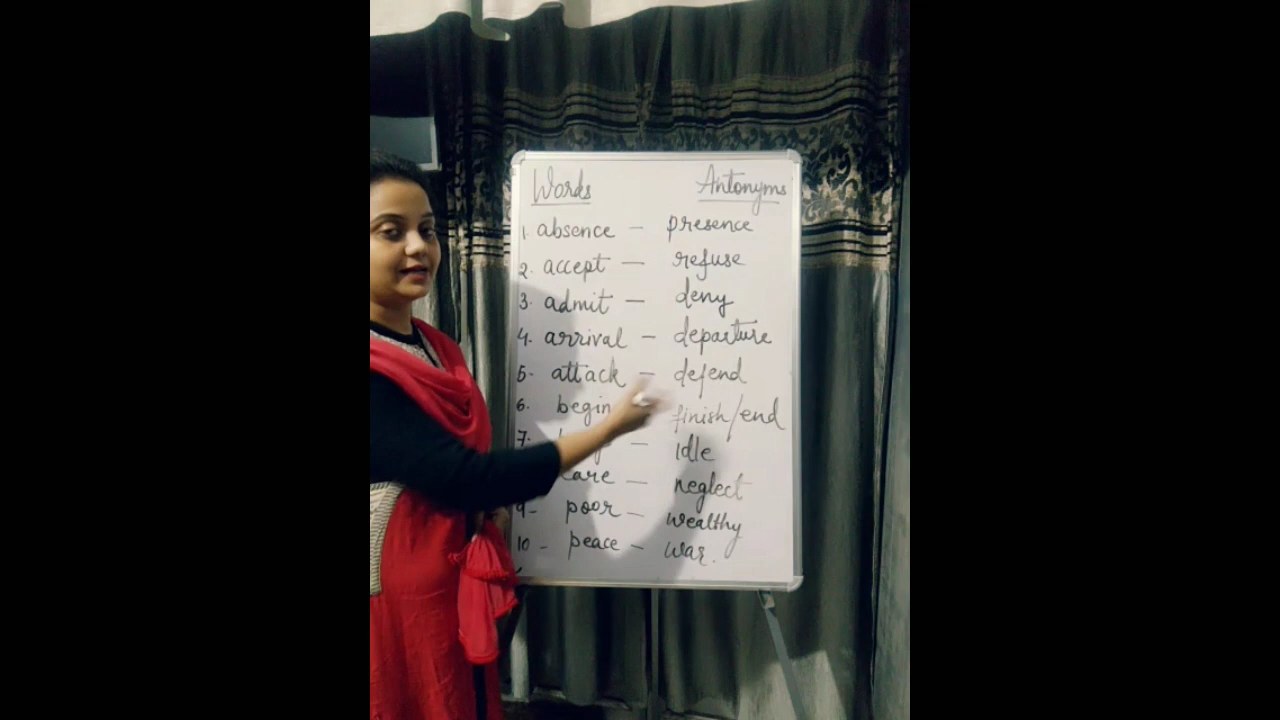 Words Antonyms
1. absence — presence
2. accept — refuse
3. admit — deny
4. arrival — departure
5. attack — defend
6. begin finish/end
7. — idle
care — neglect
9- poor — wealthy
10 - peace — war.